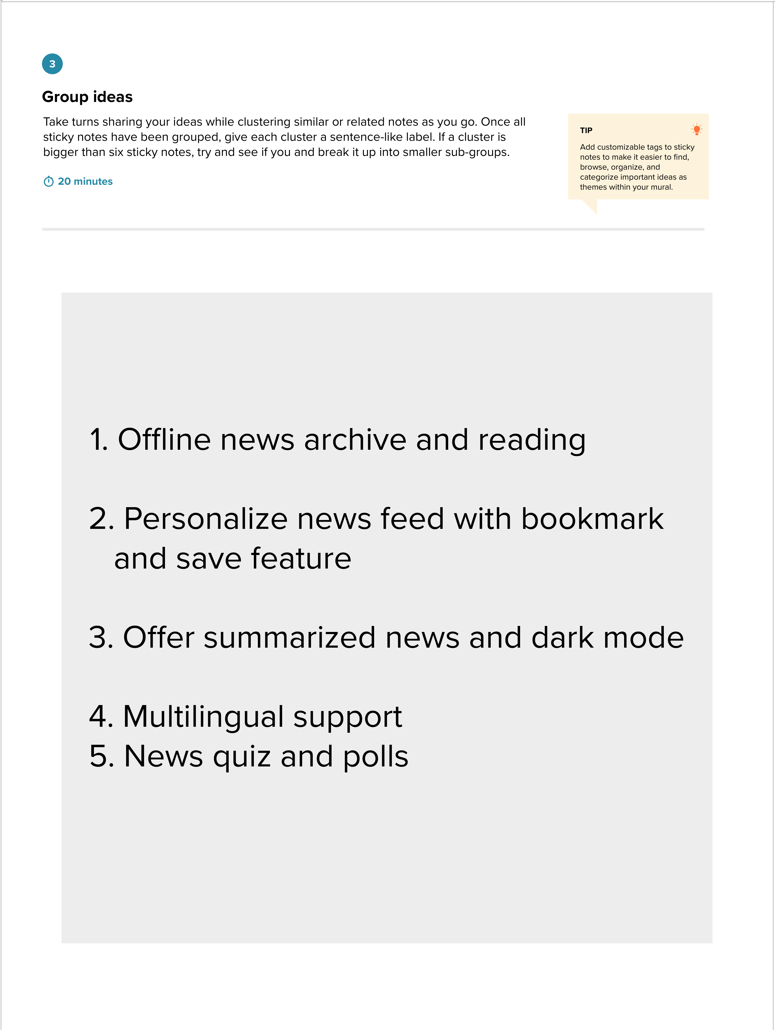 3
Group ideas
Take turns sharing your ideas while clustering similar or related notes as you go. Once all
sticky notes have been grouped, give each cluster a sentence-like label. If a cluster is
bigger than six sticky notes, try and see if you and break it up into smaller sub-groups.
20 minutes
TIP
Add customizable tags to sticky
notes to make it easier to find,
browse, organize, and
categorize important ideas as
themes within your mural.
1. Offline news archive and reading
2. Personalize news feed with bookmark
and save feature
3. Offer summarized news and dark mode
4. Multilingual support
5. News quiz and polls